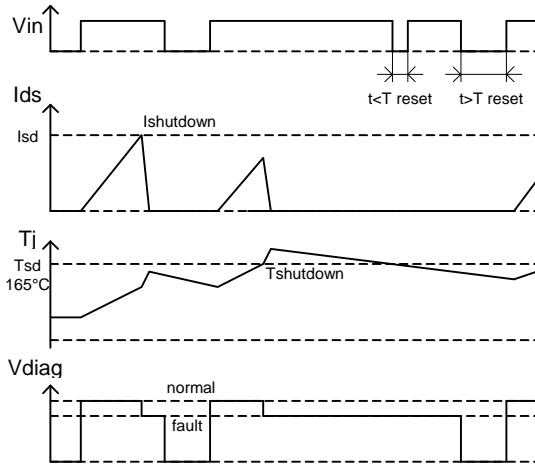 Vin
t<T reset
t>T reset
Ids
Ishutdown
Isd
Tj
Tsd
165°C
Tshutdown
Vdiag
normal
fault